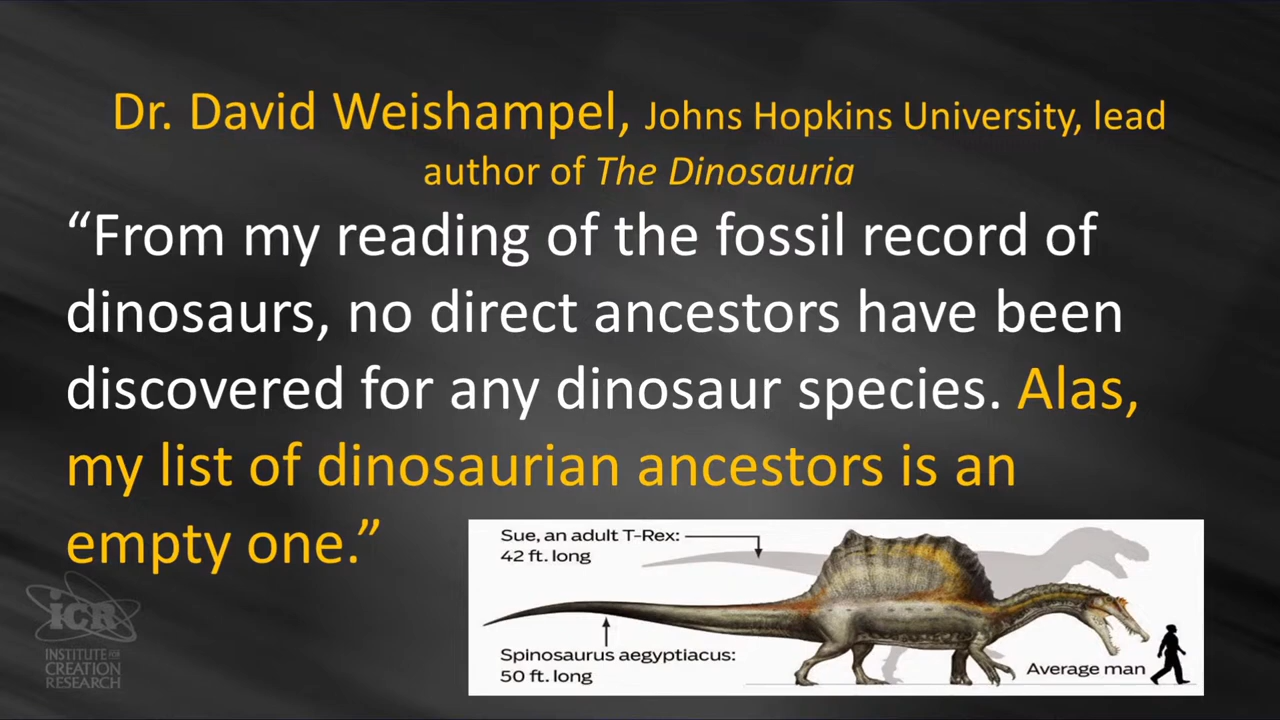 Dr. David Weishampel, Johns Hopkins University, lead
author of The Dinosauria
“From my reading of the fossil record of
dinosaurs, no direct ancestors have been
discovered for any dinosaur species. Alas,
my list of dinosaurian ancestors is an
empty one.”
Sue, an adult T-Rex:
42 ft. long
Spinosaurus aegyptiacus:
50 ft. long
Average man
iCR
INSTITUTE FOR
CREATION
RESEARCH